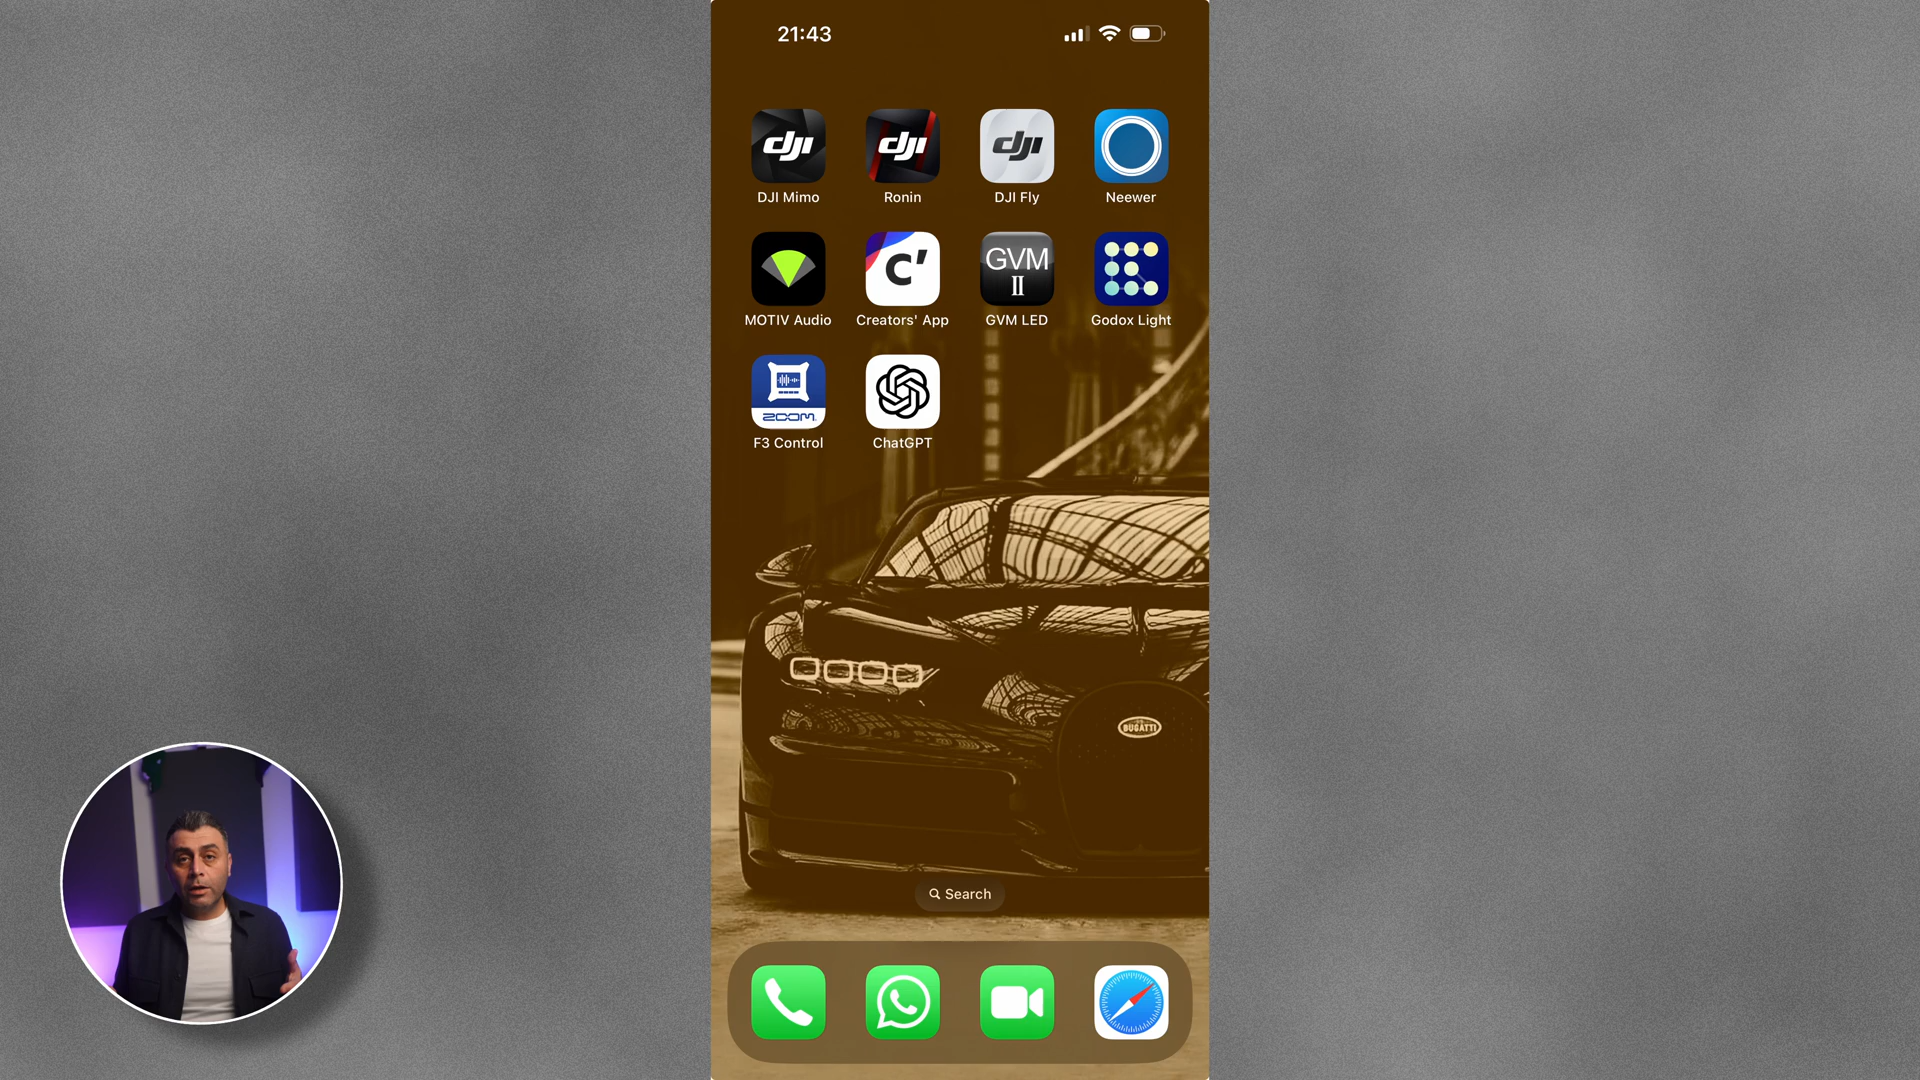 21:43
dji dji dji
DJI Mimo Ronin DJI Fly Neewer
C' GVM
II
MOTIV Audio Creators' App GVM LED Godox Light
ZOOM
F3 Control ChatGPT
BUGATTI
Search